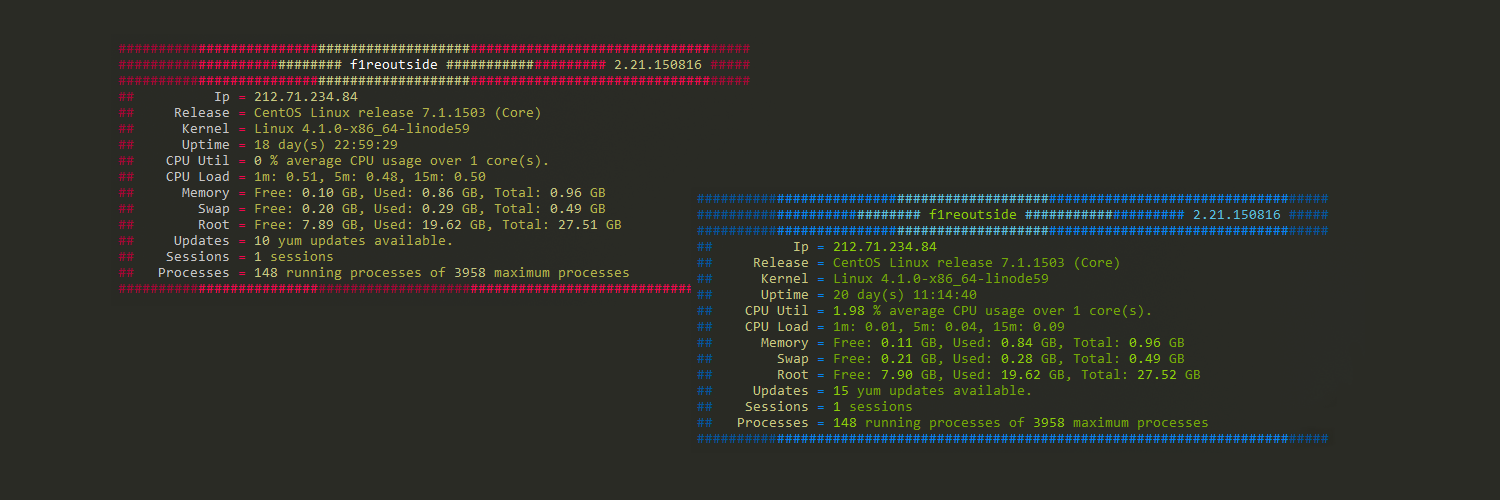 ###############################################################################
############################ f1reoutside #################### 2.21.150816 #####
###############################################################################
## Ip = 212.71.234.84
## Release = CentOS Linux release 7.1.1503 (Core)
## Kernel = Linux 4.1.0-x86_64-linode59
## Uptime = 18 day(s) 22:59:29
## CPU Util = 0 % average CPU usage over 1 core(s).
## CPU Load = 1m: 0.51, 5m: 0.48, 15m: 0.50
## Memory = Free: 0.10 GB, Used: 0.86 GB, Total: 0.96 GB
## Swap = Free: 0.20 GB, Used: 0.29 GB, Total: 0.49 GB
## Root = Free: 7.89 GB, Used: 19.62 GB, Total: 27.51 GB
## Updates = 10 yum updates available.
## Sessions = 1 sessions
## Processes = 148 running processes of 3958 maximum processes
########################################################################
###############################################################################
############################ f1reoutside #################### 2.21.150816 #####
###############################################################################
## Ip = 212.71.234.84
## Release = CentOS Linux release 7.1.1503 (Core)
## Kernel = Linux 4.1.0-x86_64-linode59
## Uptime = 20 day(s) 11:14:40
## CPU Util = 1.98 % average CPU usage over 1 core(s).
## CPU Load = 1m: 0.01, 5m: 0.04, 15m: 0.09
## Memory = Free: 0.11 GB, Used: 0.84 GB, Total: 0.96 GB
## Swap = Free: 0.21 GB, Used: 0.28 GB, Total: 0.49 GB
## Root = Free: 7.90 GB, Used: 19.62 GB, Total: 27.52 GB
## Updates = 15 yum updates available.
## Sessions = 1 sessions
## Processes = 148 running processes of 3958 maximum processes
###############################################################################